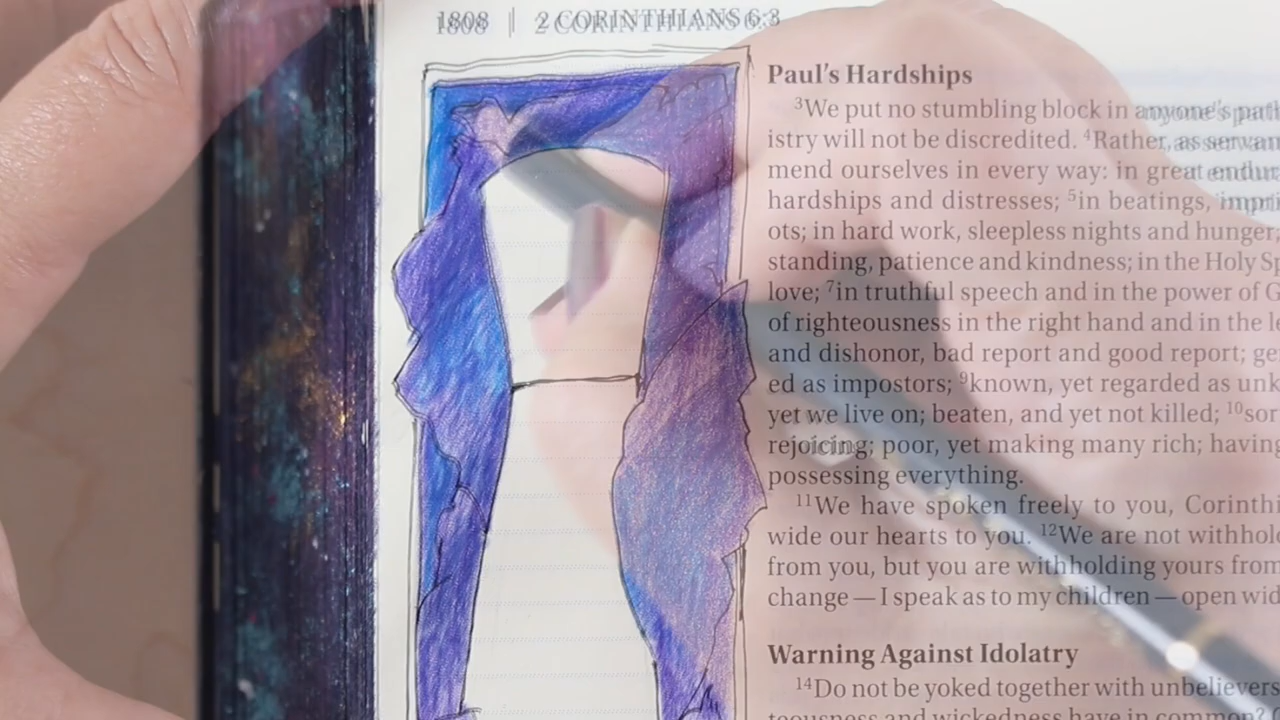 1808 | 2 CORINTHIANS 6:3
Paul's Hardships
3We put no stumbling block in anyone's path
istry will not be discredited. 4Rather, as servan
mend ourselves in every way: in great endur
hardships and distresses; 5in beatings, impri
ots; in hard work, sleepless nights and hunger;
standing, patience and kindness; in the Holy Sp
love; 7in truthful speech and in the power of G
of righteousness in the right hand and in the le
and dishonor, bad report and good report; ge
ed as impostors; 9known, yet regarded as unk
yet we live on; beaten, and yet not killed; 10sor
rejoicing; poor, yet making many rich; having
possessing everything.
11We have spoken freely to you, Corinthi
wide our hearts to you. 12We are not withhol
from you, but you are withholding yours from
change — I speak as to my children — open wid
Warning Against Idolatry
14Do not be yoked together with unbelievers
teousness and wickedness have in common?